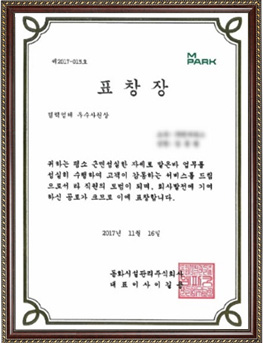 제2017-015호
M PARK
표 창 장
협력업체 우수사원상
귀하는 평소 근면성실한 자세로 맡은바 업무를
성실히 수행하여 고객이 감동하는 서비스를 드림
으로서 타 직원의 모범이 되며, 회사발전에 기여
하신 공로가 크므로 이에 표창합니다.
2017년 11월 16일
동화시설관리주식회사
대표이사 이길